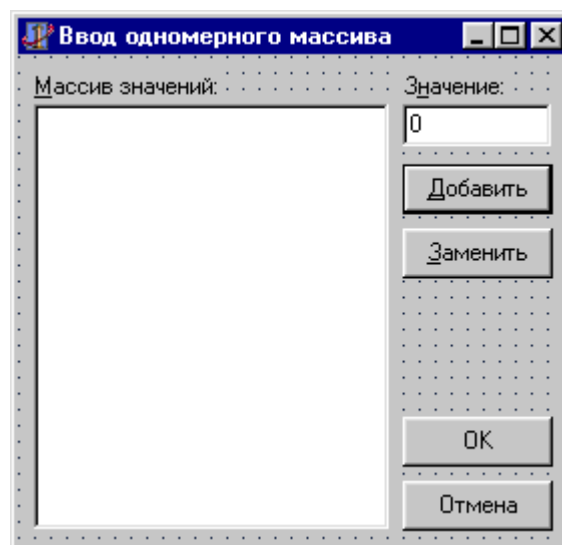 Ввод одномерного массива
Массив значений:
Значение:
0
Добавить
Заменить
OK
Отмена